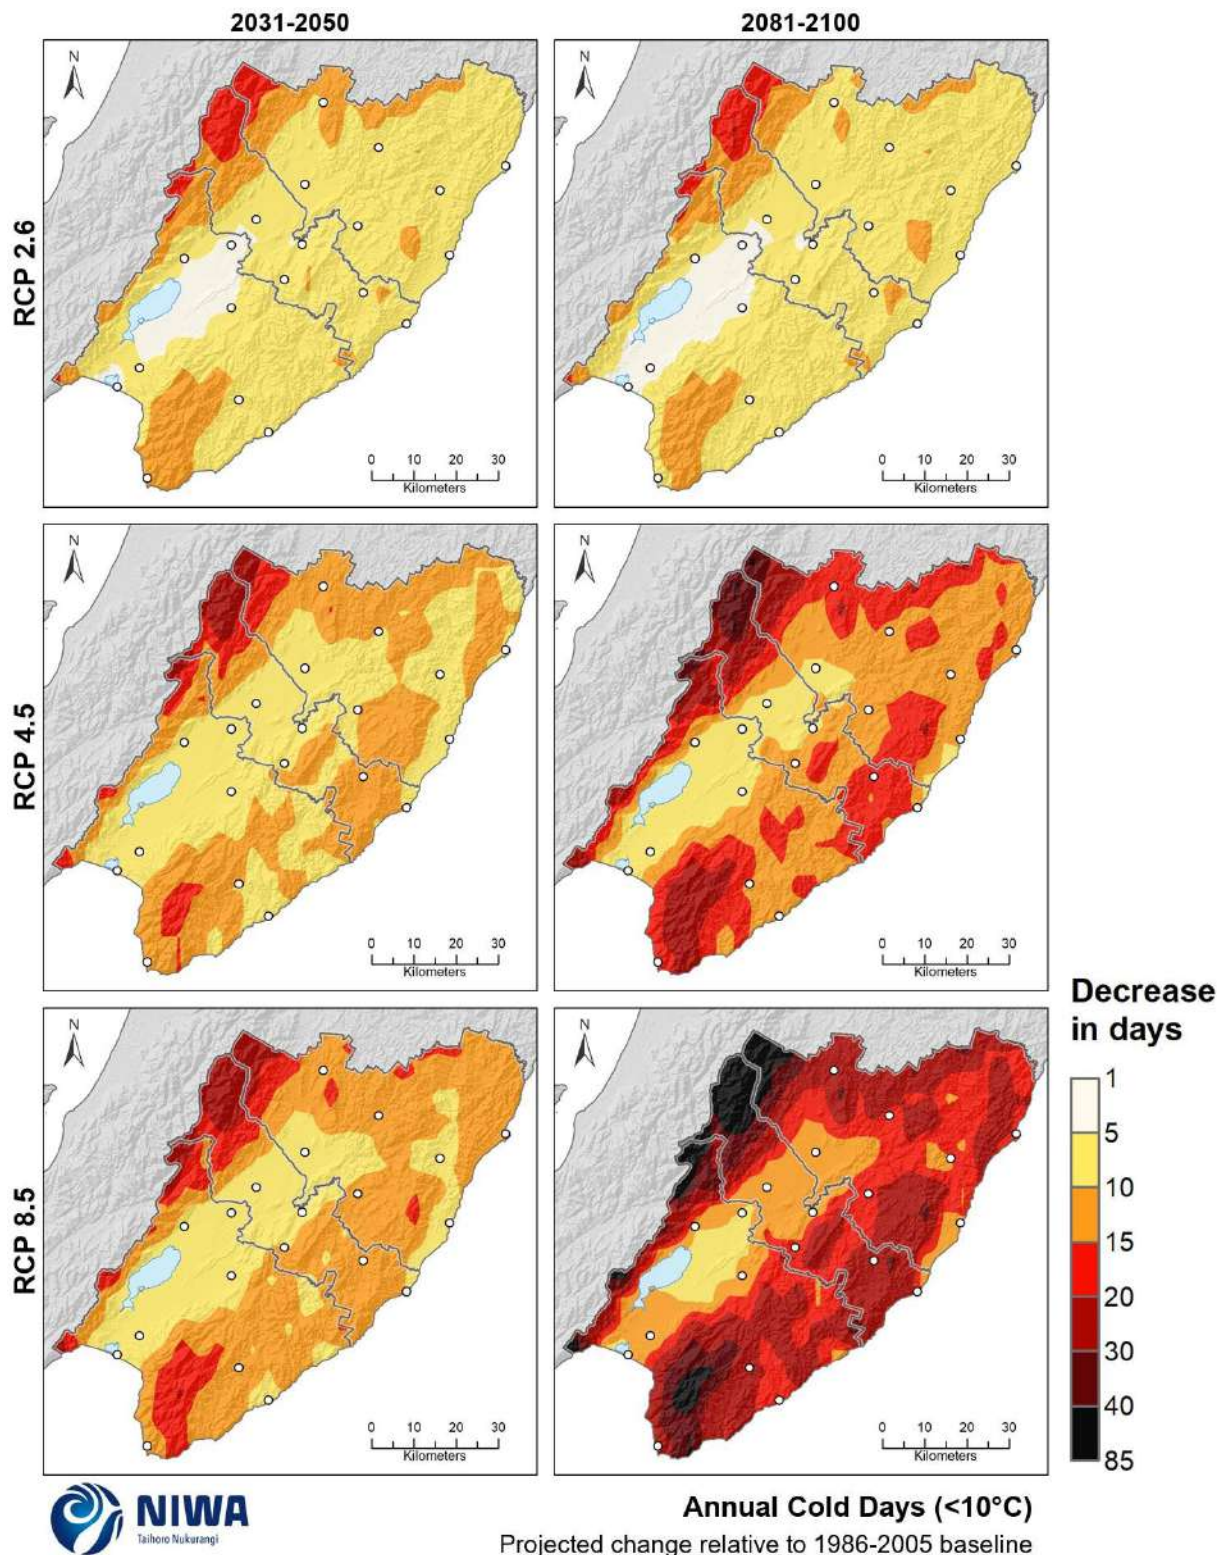 2031-2050
2081-2100
RCP 2.6
N
0 10 20 30
Kilometers
N
0 10 20 30
Kilometers
RCP 4.5
N
0 10 20 30
Kilometers
N
0 10 20 30
Kilometers
RCP 8.5
N
0 10 20 30
Kilometers
N
0 10 20 30
Kilometers
Decrease
in days
1
5
10
15
20
30
40
85
NIWA
Taihoro Nukurangi
Annual Cold Days (<10°C)
Projected change relative to 1986-2005 baseline